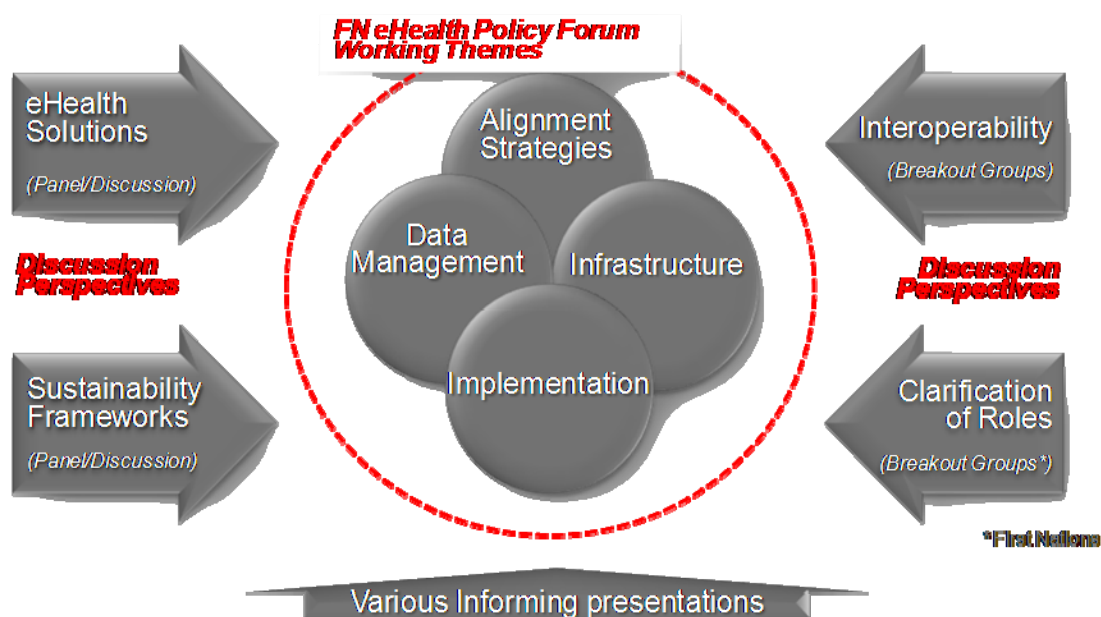 FN eHealth Policy Forum
Working Themes
eHealth
Solutions
(Panel/Discussion)
Alignment
Strategies
Interoperability
(Breakout Groups)
Data
Management
Infrastructure
Discussion
Perspectives
Discussion
Perspectives
Implementation
Sustainability
Frameworks
(Panel/Discussion)
Clarification
of Roles
(Breakout Groups*)
*First Nations
Various Informing presentations